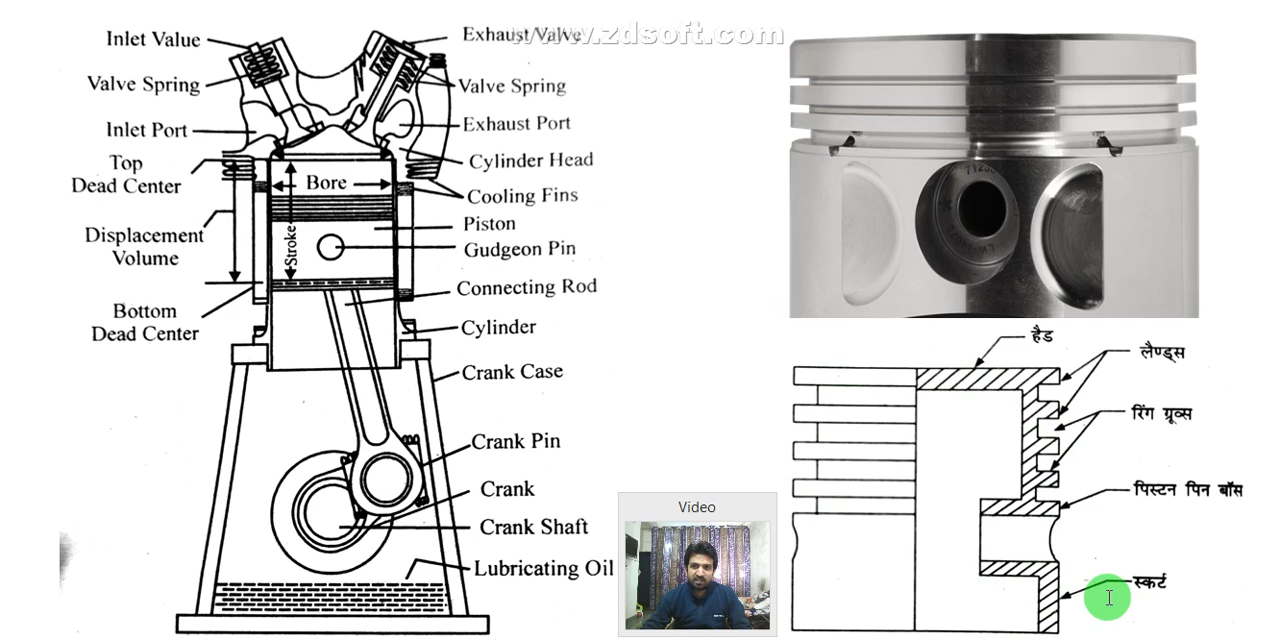 www.zdsoft.com
Inlet Value
Valve Spring
Inlet Port
Top
Dead Center
Displacement
Volume
Bottom
Dead Center
Bore
Stroke
Exhaust Valve
Valve Spring
Exhaust Port
Cylinder Head
Cooling Fins
Piston
Gudgeon Pin
Connecting Rod
Cylinder
Crank Case
Crank Pin
Crank
Crank Shaft
Lubricating Oil
Video
हैड
लैण्ड्स
रिंग ग्रूव्स
पिस्टन पिन बॉस
स्कर्ट